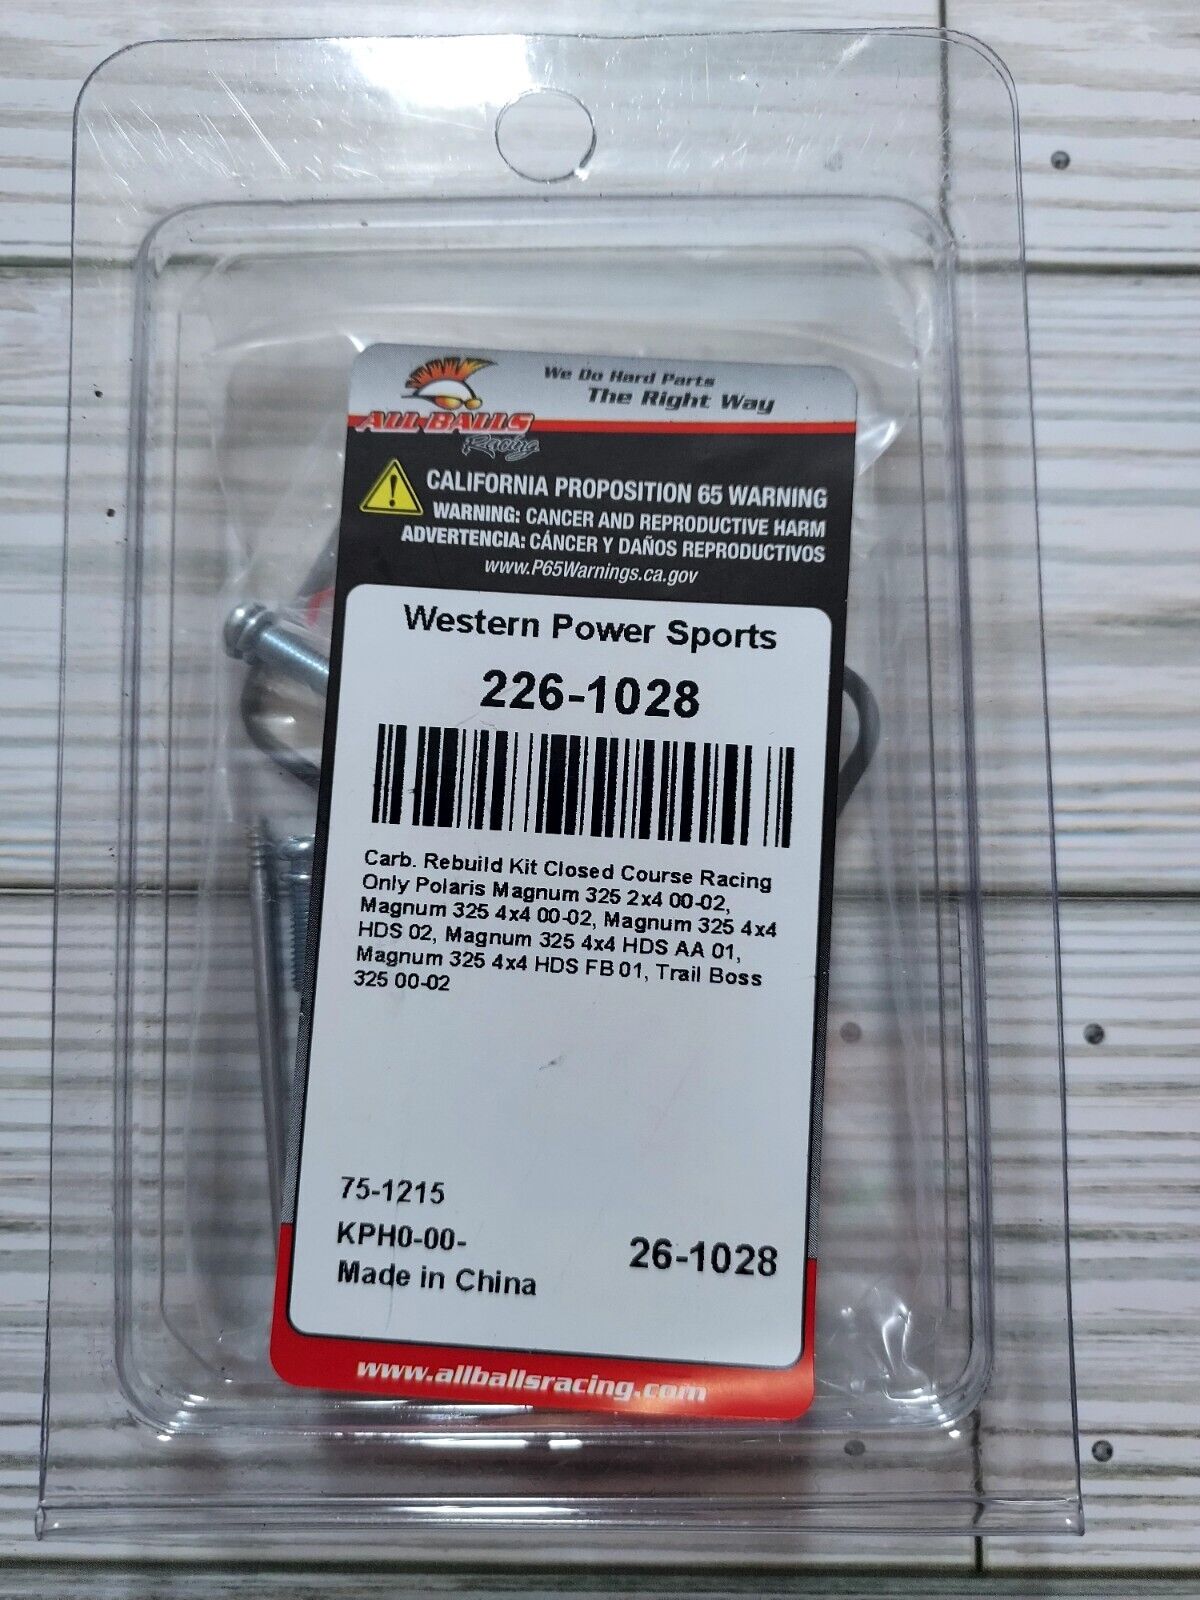 We Do Hard Parts
The Right Way
ALL BALLS
Racing
CALIFORNIA PROPOSITION 65 WARNING
WARNING: CANCER AND REPRODUCTIVE HARM
ADVERTENCIA: CÁNCER Y DAÑOS REPRODUCTIVOS
www.P65Warnings.ca.gov
Western Power Sports
226-1028
Carb. Rebuild Kit Closed Course Racing
Only Polaris Magnum 325 2x4 00-02,
Magnum 325 4x4 00-02, Magnum 325 4x4
HDS 02, Magnum 325 4x4 HDS AA 01,
Magnum 325 4x4 HDS FB 01, Trail Boss
325 00-02
75-1215
KPH0-00-
26-1028
Made in China
www.allballsracing.com